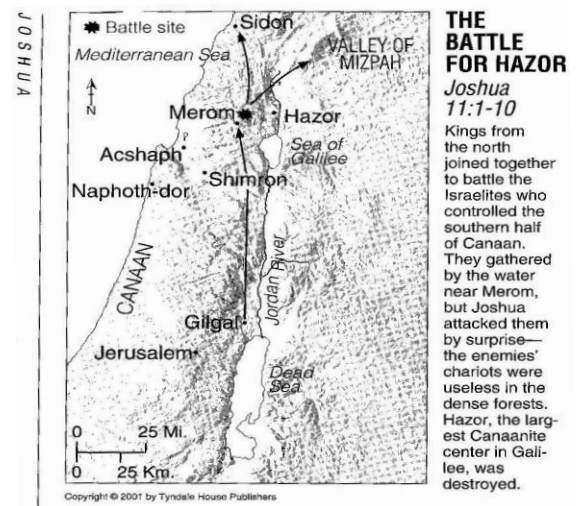 JOSHUA
Battle site
Mediterranean Sea
N
Sidon
VALLEY OF
MIZPAH
Merom
Hazor
Sea of
Galilee
Acshaph
?
Shimron
Naphoth-dor
CANAAN
Jordan River
Gilgal
Jerusalem
Dead
Sea
0 25 Mi.
0 25 Km.
Copyright © 2001 by Tyndale House Publishers
THE
BATTLE
FOR HAZOR
Joshua
11:1-10
Kings from
the north
joined together
to battle the
Israelites who
controlled the
southern half
of Canaan.
They gathered
by the water
near Merom,
but Joshua
attacked them
by surprise—
the enemies’
chariots were
useless in the
dense forests.
Hazor, the larg-
est Canaanite
center in Gali-
lee, was
destroyed.